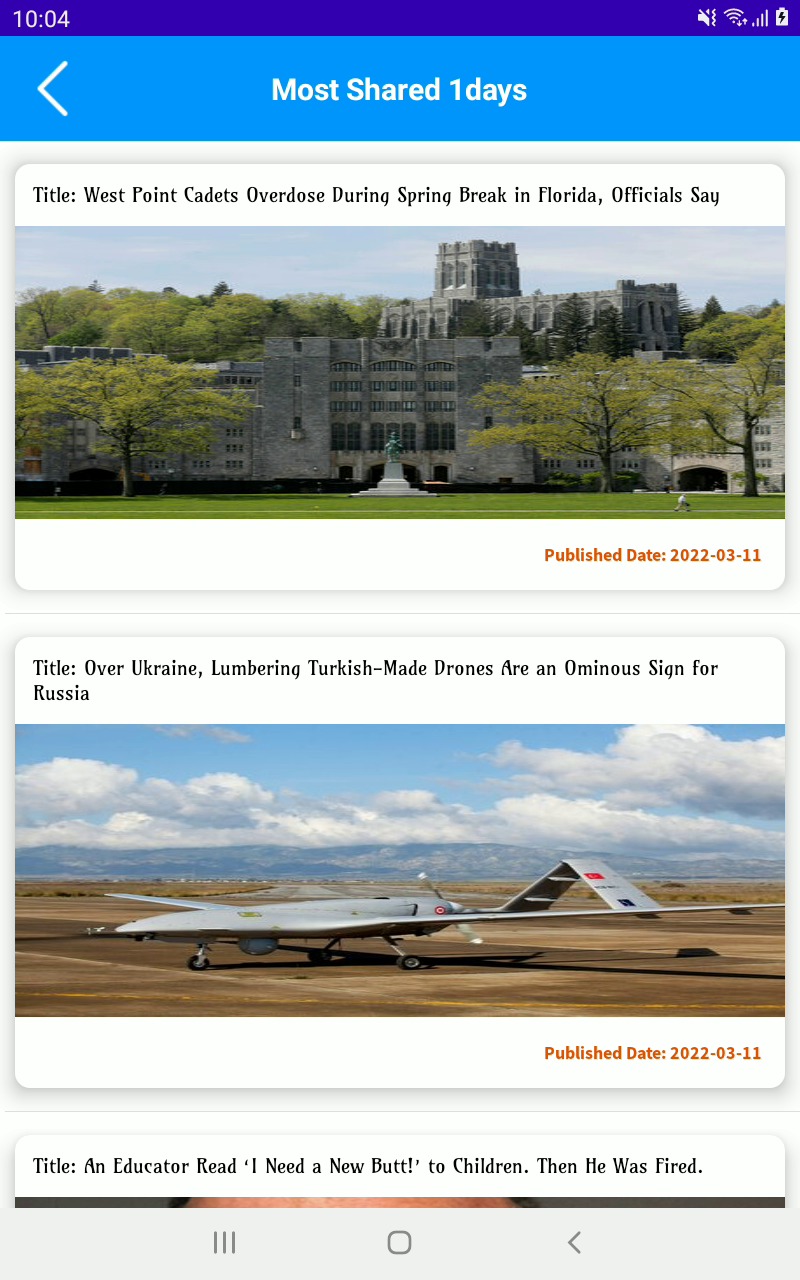 10:04
Most Shared 1days
Title: West Point Cadets Overdose During Spring Break in Florida, Officials Say
Published Date: 2022-03-11
Title: Over Ukraine, Lumbering Turkish-Made Drones Are an Ominous Sign for
Russia
Published Date: 2022-03-11
Title: An Educator Read ‘I Need a New Butt!’ to Children. Then He Was Fired.